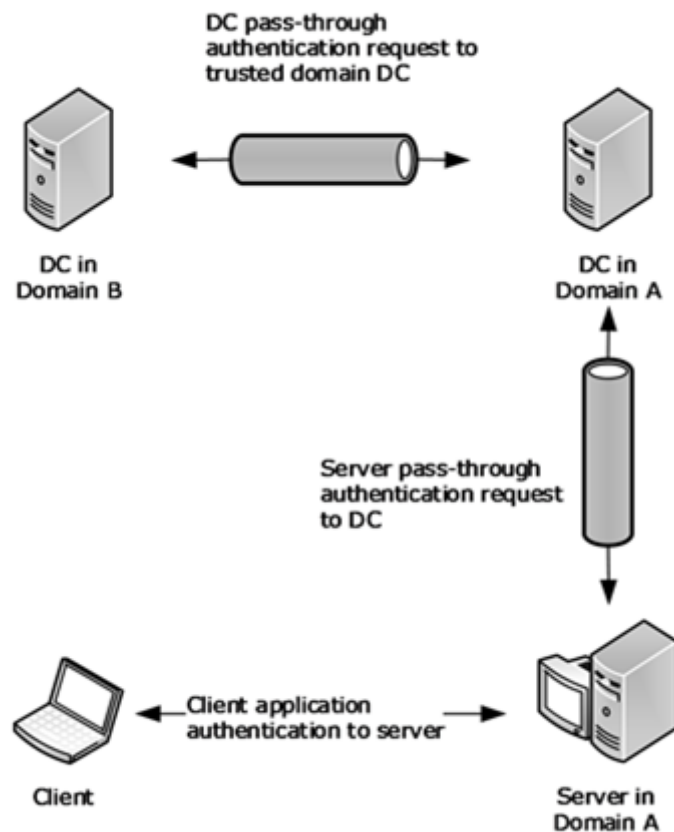 DC pass-through
authentication request to
trusted domain DC
DC in
Domain B
DC in
Domain A
Server pass-through
authentication request
to DC
Client application
authentication to server
Client
Server in
Domain A